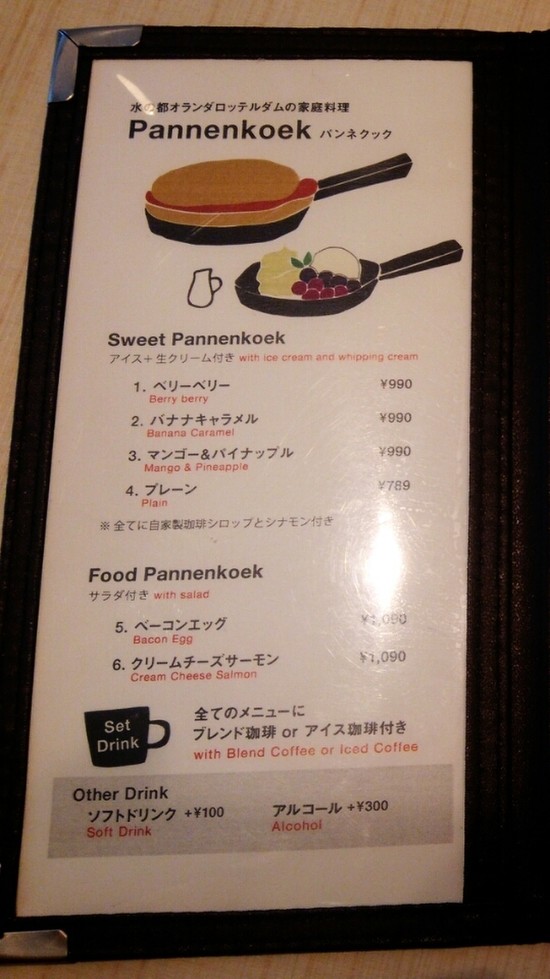 水の都オランダロッテルダムの家庭料理
Pannenkoek パンネクック
Sweet Pannenkoek
アイス＋生クリーム付き with ice cream and whipping cream
1. ベリーベリー ¥990
Berry berry
2. バナナキャラメル ¥990
Banana Caramel
3. マンゴー&パイナップル ¥990
Mango & Pineapple
4. プレーン ¥789
Plain
※ 全てに自家製珈琲シロップとシナモン付き
Food Pannenkoek
サラダ付き with salad
5. ベーコンエッグ ¥1,090
Bacon Egg
6. クリームチーズサーモン ¥1,090
Cream Cheese Salmon
Set
Drink
全てのメニューに
ブレンド珈琲 or アイス珈琲付き
with Blend Coffee or Iced Coffee
Other Drink
ソフトドリンク +¥100 アルコール +¥300
Soft Drink Alcohol